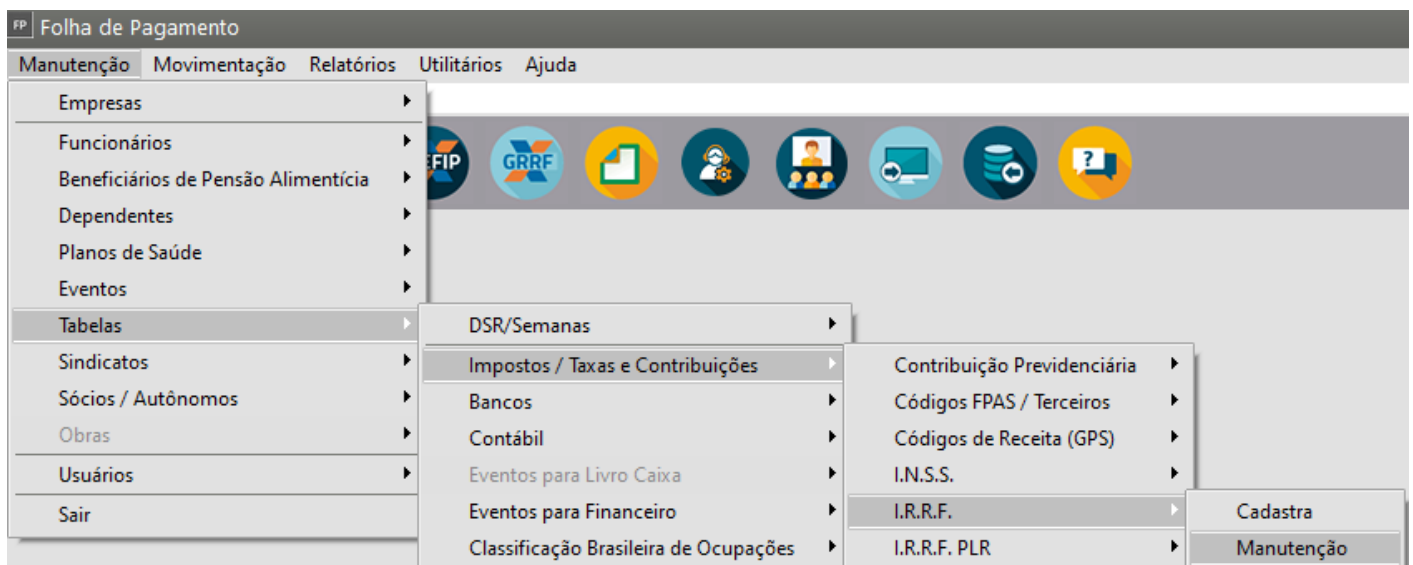 FP Folha de Pagamento
Manutenção Movimentação Relatórios Utilitários Ajuda
Empresas
Funcionários
Beneficiários de Pensão Alimentícia
Dependentes
Planos de Saúde
Eventos
Tabelas
Sindicatos
Sócios / Autônomos
Obras
Usuários
Sair
GRRF
?
DSR/Semanas
Impostos / Taxas e Contribuições
Bancos
Contábil
Eventos para Livro Caixa
Eventos para Financeiro
Classificação Brasileira de Ocupações
Contribuição Previdenciária
Códigos FPAS / Terceiros
Códigos de Receita (GPS)
I.N.S.S.
I.R.R.F.
I.R.R.F. PLR
Cadastra
Manutenção